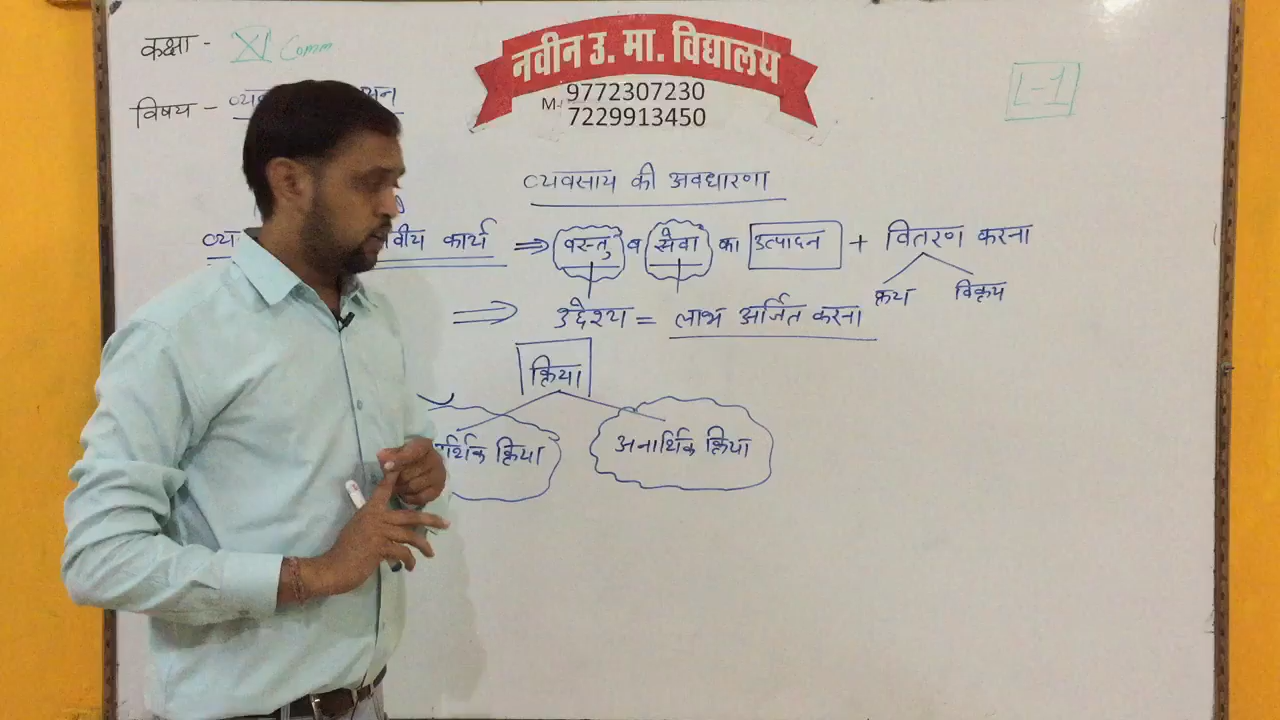 कक्षा - XI Comm
नवीन उ. मा. विद्यालय
M-: 9772307230
7229913450
L-1
विषय -
व्यवसाय की अवधारणा
कार्य ⇒ वस्तु व सेवा का उत्पादन + वितरण करना
क्रय विक्रय
⇒ उद्देश्य = लाभ अर्जित करना
क्रिया
क्रिया अनार्थिक क्रिया